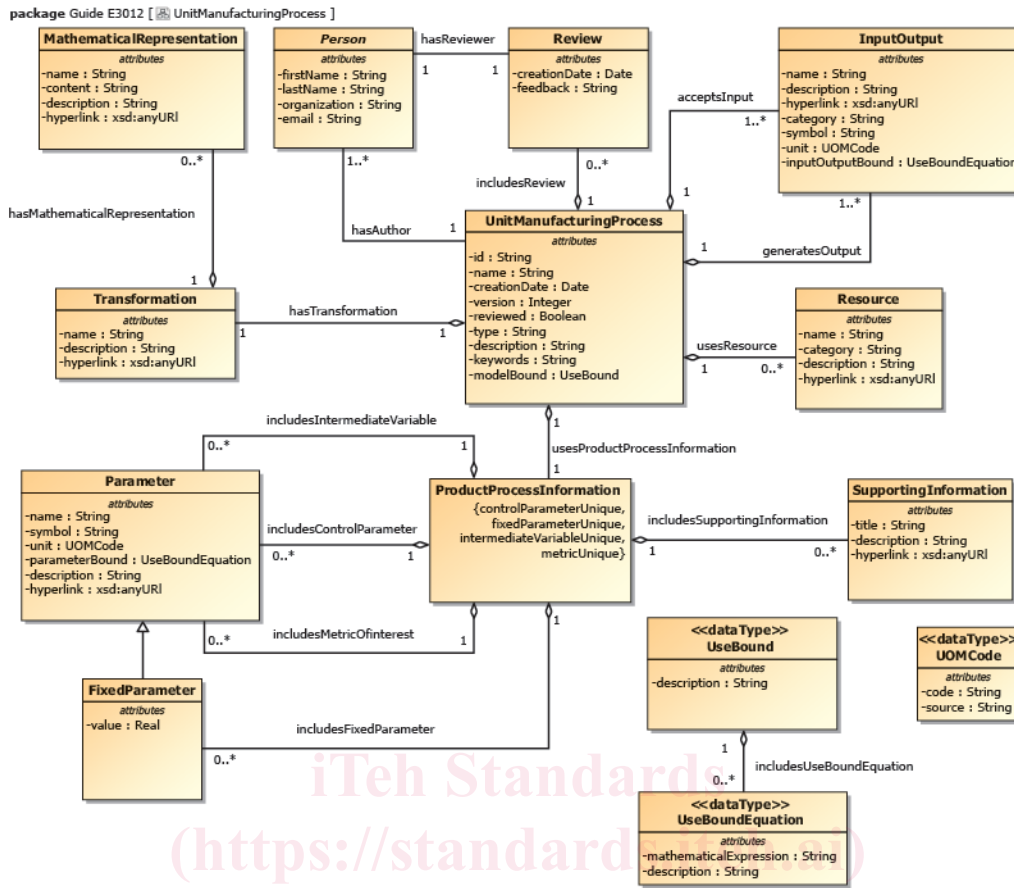 package Guide E3012 [ UnitManufacturingProcess ]
MathematicalRepresentation
attributes
-name : String
-content : String
-description : String
-hyperlink : xsd:anyURI
Person
attributes
-firstName : String
-lastName : String
-organization : String
-email : String
hasReviewer
1
1
Review
attributes
-creationDate : Date
-feedback : String
InputOutput
attributes
-name : String
-description : String
-hyperlink : xsd:anyURI
-category : String
-symbol : String
-unit : UOMCode
-inputOutputBound : UseBoundEquation
acceptsInput
1..*
1
0..*
1..*
0..*
includesReview
1
1..*
hasMathematicalRepresentation
1
hasAuthor
1
UnitManufacturingProcess
attributes
-id : String
-name : String
-creationDate : Date
-version : Integer
-reviewed : Boolean
-type : String
-description : String
-keywords : String
-modelBound : UseBound
1
generatesOutput
Transformation
attributes
-name : String
-description : String
-hyperlink : xsd:anyURI
hasTransformation
1
1
Resource
attributes
-name : String
-category : String
-description : String
-hyperlink : xsd:anyURI
usesResource
1
0..*
includesIntermediateVariable
0..*
1
1
usesProductProcessInformation
1
Parameter
attributes
-name : String
-symbol : String
-unit : UOMCode
-parameterBound : UseBoundEquation
-description : String
-hyperlink : xsd:anyURI
includesControlParameter
0..*
1
ProductProcessInformation
{controlParameterUnique,
fixedParameterUnique,
intermediateVariableUnique,
metricUnique}
includesSupportingInformation
1
0..*
SupportingInformation
attributes
-title : String
-description : String
-hyperlink : xsd:anyURI
0..*
includesMetricOfinterest
1
1
FixedParameter
attributes
-value : Real
includesFixedParameter
0..*
<<dataType>>
UseBound
attributes
-description : String
<<dataType>>
UOMCode
attributes
-code : String
-source : String
1
includesUseBoundEquation
0..*
<<dataType>>
UseBoundEquation
attributes
-mathematicalExpression : String
-description : String
iTeh Standards
(https://standards.iteh.ai)